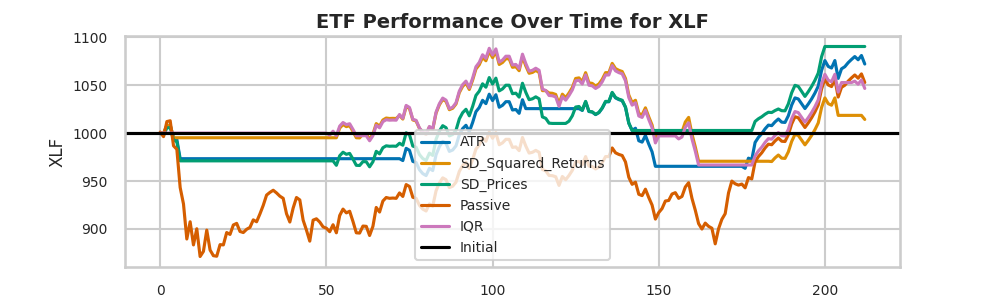 ETF Performance Over Time for XLF
1100
1050
1000
950
900
XLF
ATR
SD_Squared_Returns
SD_Prices
Passive
IQR
Initial
0 50 100 150 200